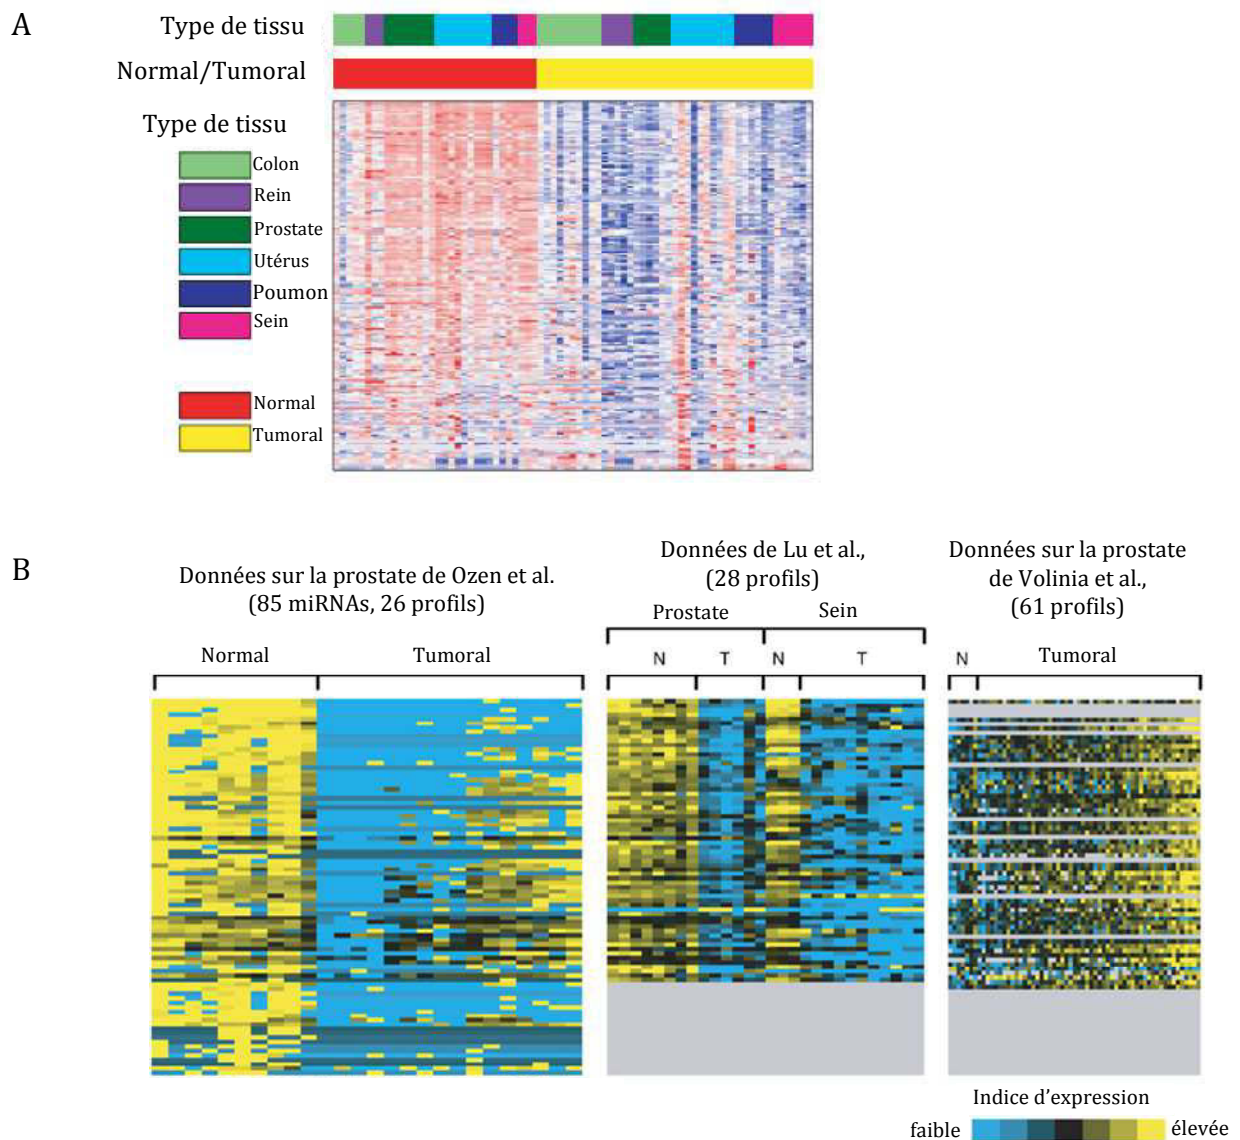 A
Type de tissu
Normal/Tumoral
Type de tissu
Colon
Rein
Prostate
Utérus
Poumon
Sein
Normal
Tumoral
B
Données sur la prostate de Ozen et al.
(85 miRNAs, 26 profils)
Normal
Tumoral
Données de Lu et al.,
(28 profils)
Prostate
Sein
N
T
N
T
Données sur la prostate
de Volinia et al.,
(61 profils)
N
Tumoral
Indice d'expression
faible
élevée